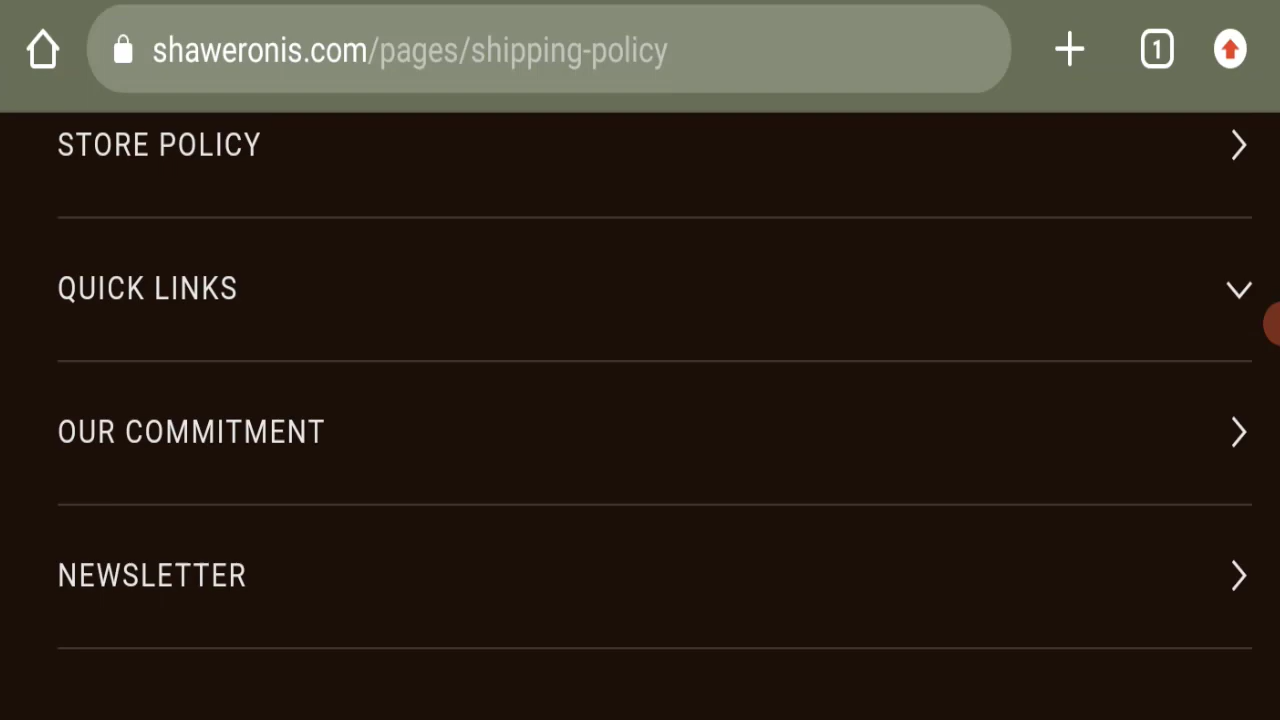 shaweronis.com/pages/shipping-policy
1
STORE POLICY
QUICK LINKS
OUR COMMITMENT
NEWSLETTER